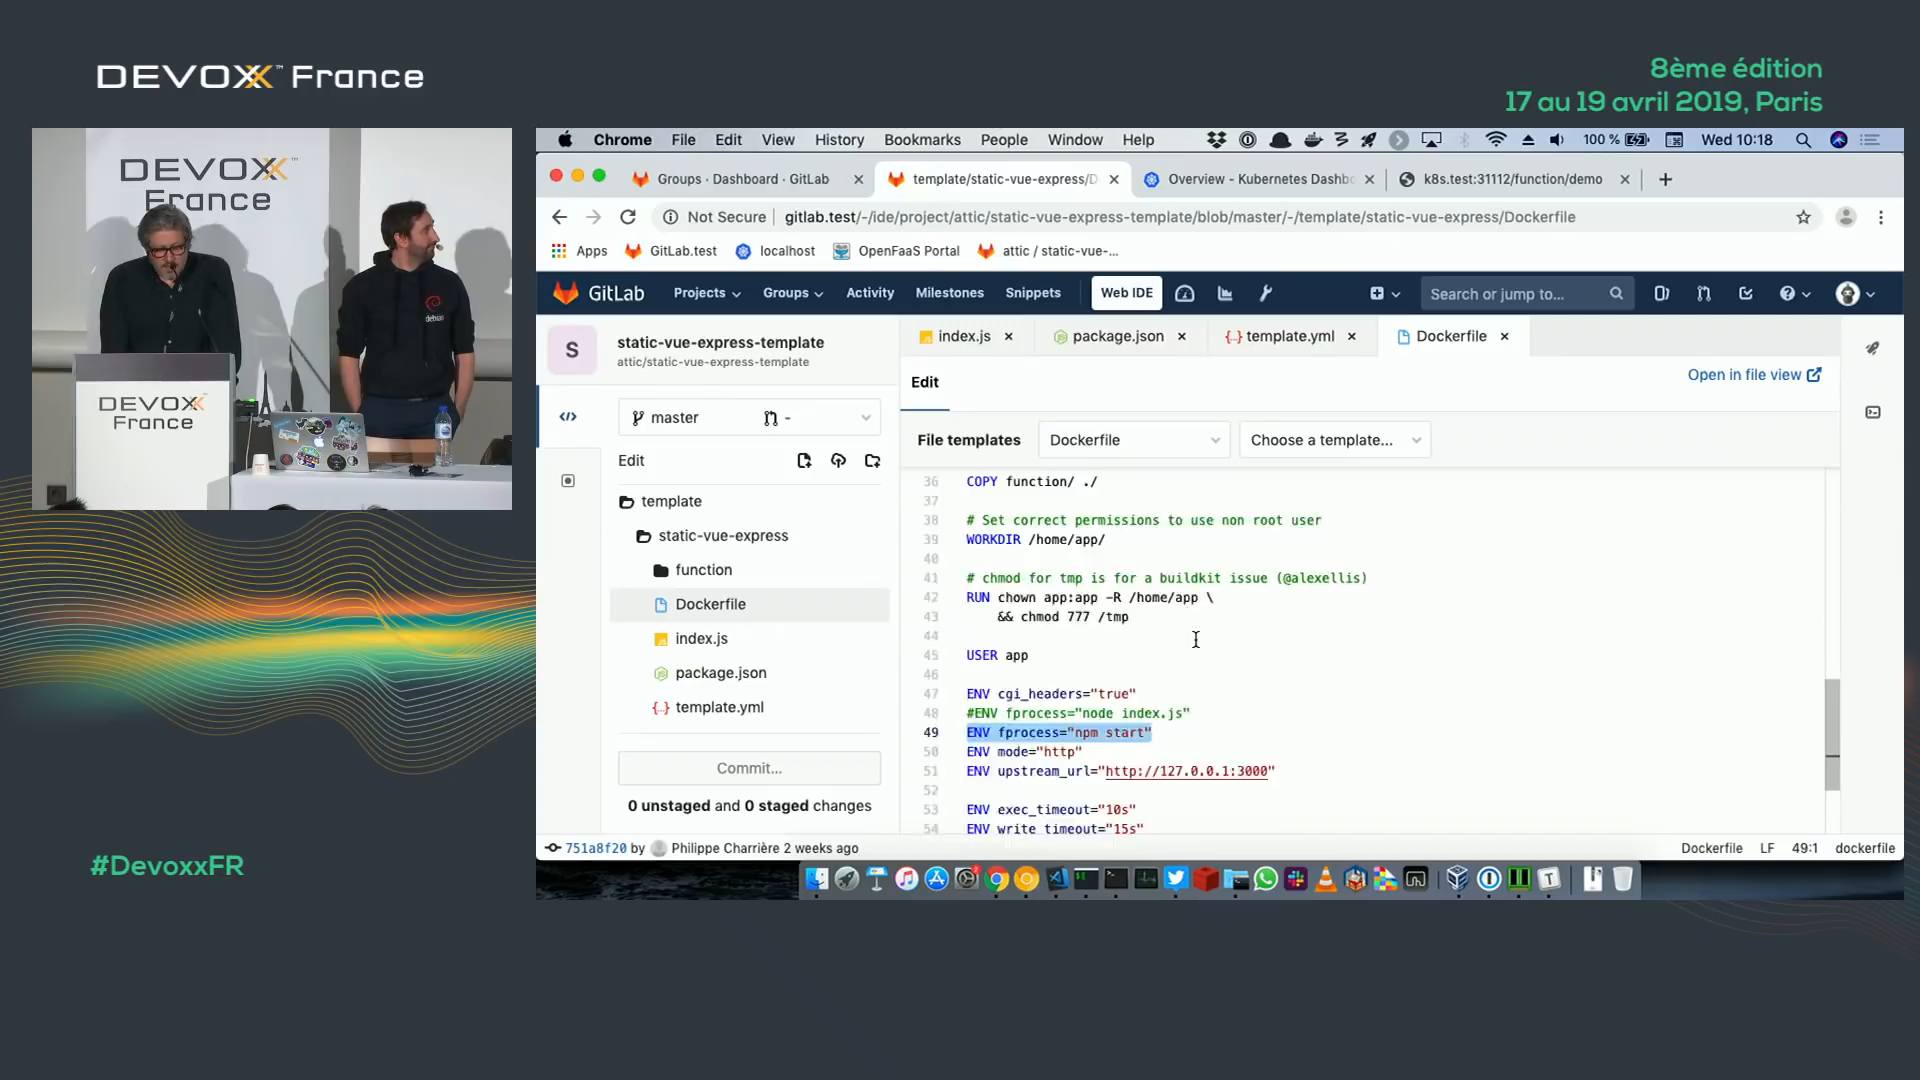 DEVOXX™ France
8ème édition
17 au 19 avril 2019, Paris
DEVOXX™
France
DEVOXX
France
debian
#DevoxxFR
Chrome File Edit View History Bookmarks People Window Help 100 % Wed 10:18
Groups · Dashboard · GitLab
template/static-vue-express/D
Overview - Kubernetes Dashbo
k8s.test:31112/function/demo
Not Secure gitlab.test/-/ide/project/attic/static-vue-express-template/blob/master/-/template/static-vue-express/Dockerfile
Apps GitLab.test localhost OpenFaaS Portal attic / static-vue-...
GitLab Projects Groups Activity Milestones Snippets Web IDE Search or jump to...
S
static-vue-express-template
attic/static-vue-express-template
master -
Edit
template
static-vue-express
function
Dockerfile
index.js
package.json
template.yml
Commit...
0 unstaged and 0 staged changes
index.js package.json template.yml Dockerfile
Edit
Open in file view
File templates Dockerfile Choose a template...
36 COPY function/ ./
37
38 # Set correct permissions to use non root user
39 WORKDIR /home/app/
40
41 # chmod for tmp is for a buildkit issue (@alexellis)
42 RUN chown app:app -R /home/app \
43 && chmod 777 /tmp
44
45 USER app
46
47 ENV cgi_headers="true"
48 #ENV fprocess="node index.js"
49 ENV fprocess="npm start"
50 ENV mode="http"
51 ENV upstream_url="http://127.0.0.1:3000"
52
53 ENV exec_timeout="10s"
54 ENV write_timeout="15s"
751a8f20 by Philippe Charrière 2 weeks ago
Dockerfile LF 49:1 dockerfile